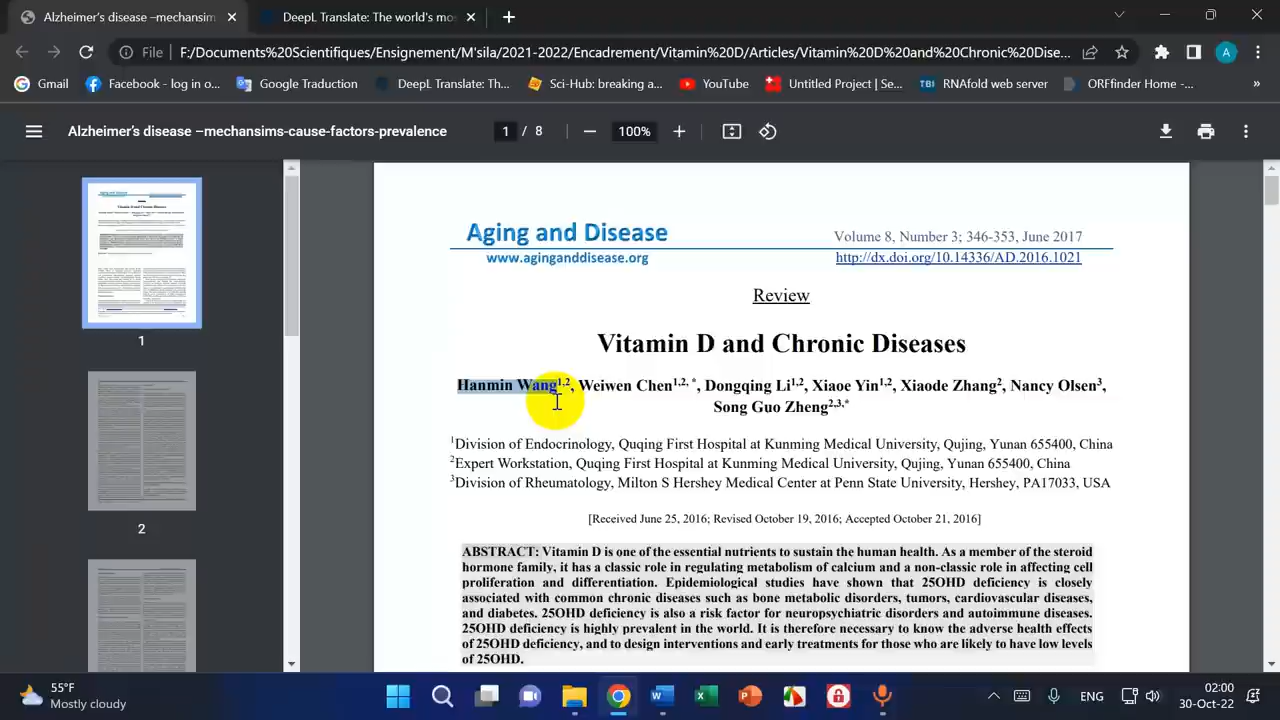 Alzheimer's disease –mechansims-
DeepL Translate: The world's mos
F:/Documents%20Scientifiques/Ensignement/M'sila/2021-2022/Encadrement/Vitamin%20D/Articles/Vitamin%20D%20and%20Chronic%20Dise...
A
Gmail
Facebook - log in o...
Google Traduction
DeepL Translate: Th...
Sci-Hub: breaking a...
YouTube
Untitled Project | Se...
TBI RNAfold web server
ORFfinder Home -...
»
Alzheimer's disease –mechansims-cause-factors-prevalence
1 / 8
100%
1
2
Aging and Disease
www.aginganddisease.org
Volume 8, Number 3; 346-353, June 2017
http://dx.doi.org/10.14336/AD.2016.1021
Review
Vitamin D and Chronic Diseases
Hanmin Wang1,2, Weiwen Chen1,2, *, Dongqing Li1,2, Xiaoe Yin1,2, Xiaode Zhang2, Nancy Olsen3,
Song Guo Zheng2,3,*
1Division of Endocrinology, Quqing First Hospital at Kunming Medical University, Qujng, Yunan 655400, China
2Expert Workstation, Quqing First Hospital at Kunming Medical University, Qujing, Yunan 655400, China
3Division of Rheumatology, Milton S Hershey Medical Center at Penn State University, Hershey, PA17033, USA
[Received June 25, 2016; Revised October 19, 2016; Accepted October 21, 2016]
ABSTRACT: Vitamin D is one of the essential nutrients to sustain the human health. As a member of the steroid
hormone family, it has a classic role in regulating metabolism of calcium and a non-classic role in affecting cell
proliferation and differentiation. Epidemiological studies have shown that 25OHD deficiency is closely
associated with common chronic diseases such as bone metabolic disorders, tumors, cardiovascular diseases,
and diabetes. 25OHD deficiency is also a risk factor for neuropsychiatric disorders and autoimmune diseases.
25OHD deficiency is highly prevalent in the world. It is therefore necessary to know the adverse health effects
of 25OHD deficiency, and to design interventions and early treatments for those who are likely to have low levels
of 25OHD.
55°F
Mostly cloudy
ENG
02:00
30-Oct-22